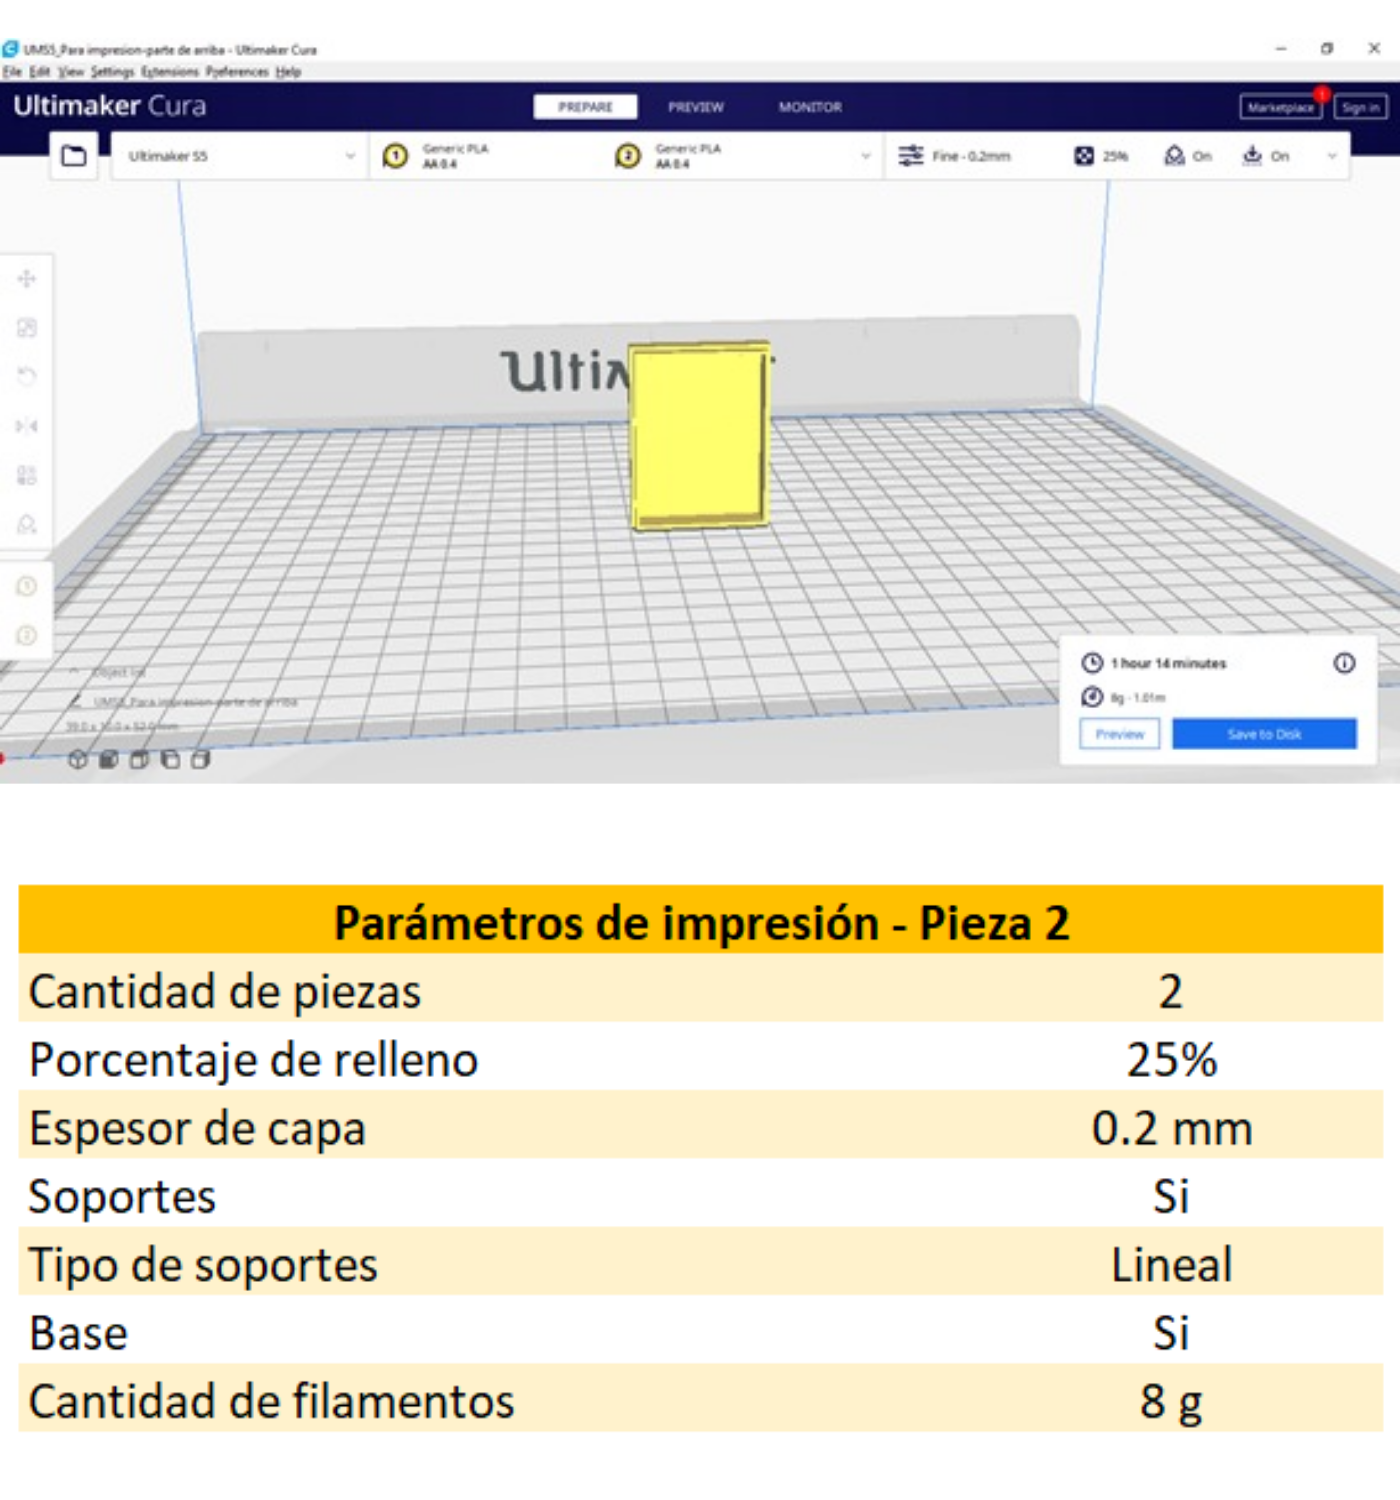 UMS5_Para impresion-parte de arriba - Ultimaker Cura
File Edit View Settings Extensions Preferences Help
Ultimaker Cura
PREPARE
PREVIEW
MONITOR
Marketplace
1
Sign in
Ultimaker S5
1
Generic PLA
AA 0.4
2
Generic PLA
AA 0.4
Fine - 0.2mm
25%
On
On
Ultim
1
2
Object list
UMS5_Para impresion-parte de arriba
1 hour 14 minutes
8g - 1.01m
Preview
Save to Disk
Parámetros de impresión - Pieza 2
Cantidad de piezas 2
Porcentaje de relleno 25%
Espesor de capa 0.2 mm
Soportes Si
Tipo de soportes Lineal
Base Si
Cantidad de filamentos 8 g